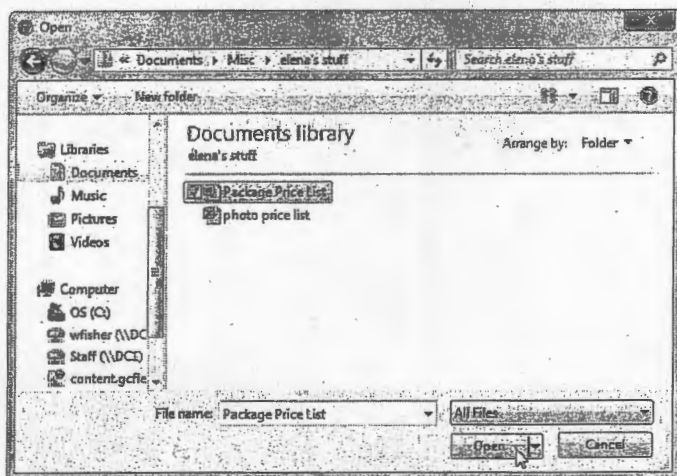 Open
Documents ▸ Misc ▸ elena's stuff
Search elena's stuff
Organize
New folder
Documents library
elena's stuff
Arrange by: Folder
Libraries
Documents
Music
Pictures
Videos
Computer
OS (C:)
wfisher (\\DC
Staff (\\DCI)
content.gcfle
Package Price List
photo price list
File name: Package Price List
All Files
Open
Cancel